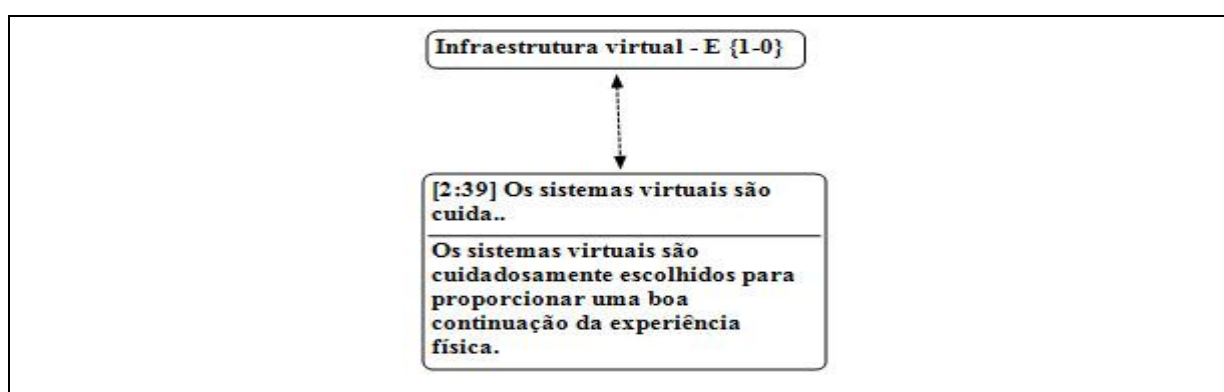 Infraestrutura virtual - E {1-0}
[2:39] Os sistemas virtuais são
cuida..
Os sistemas virtuais são
cuidadosamente escolhidos para
proporcionar uma boa
continuação da experiência
física.